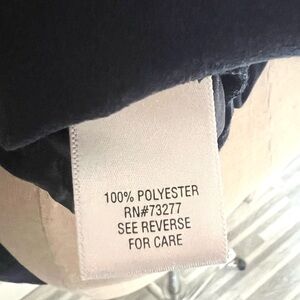 100% POLYESTER
RN#73277
SEE REVERSE
FOR CARE